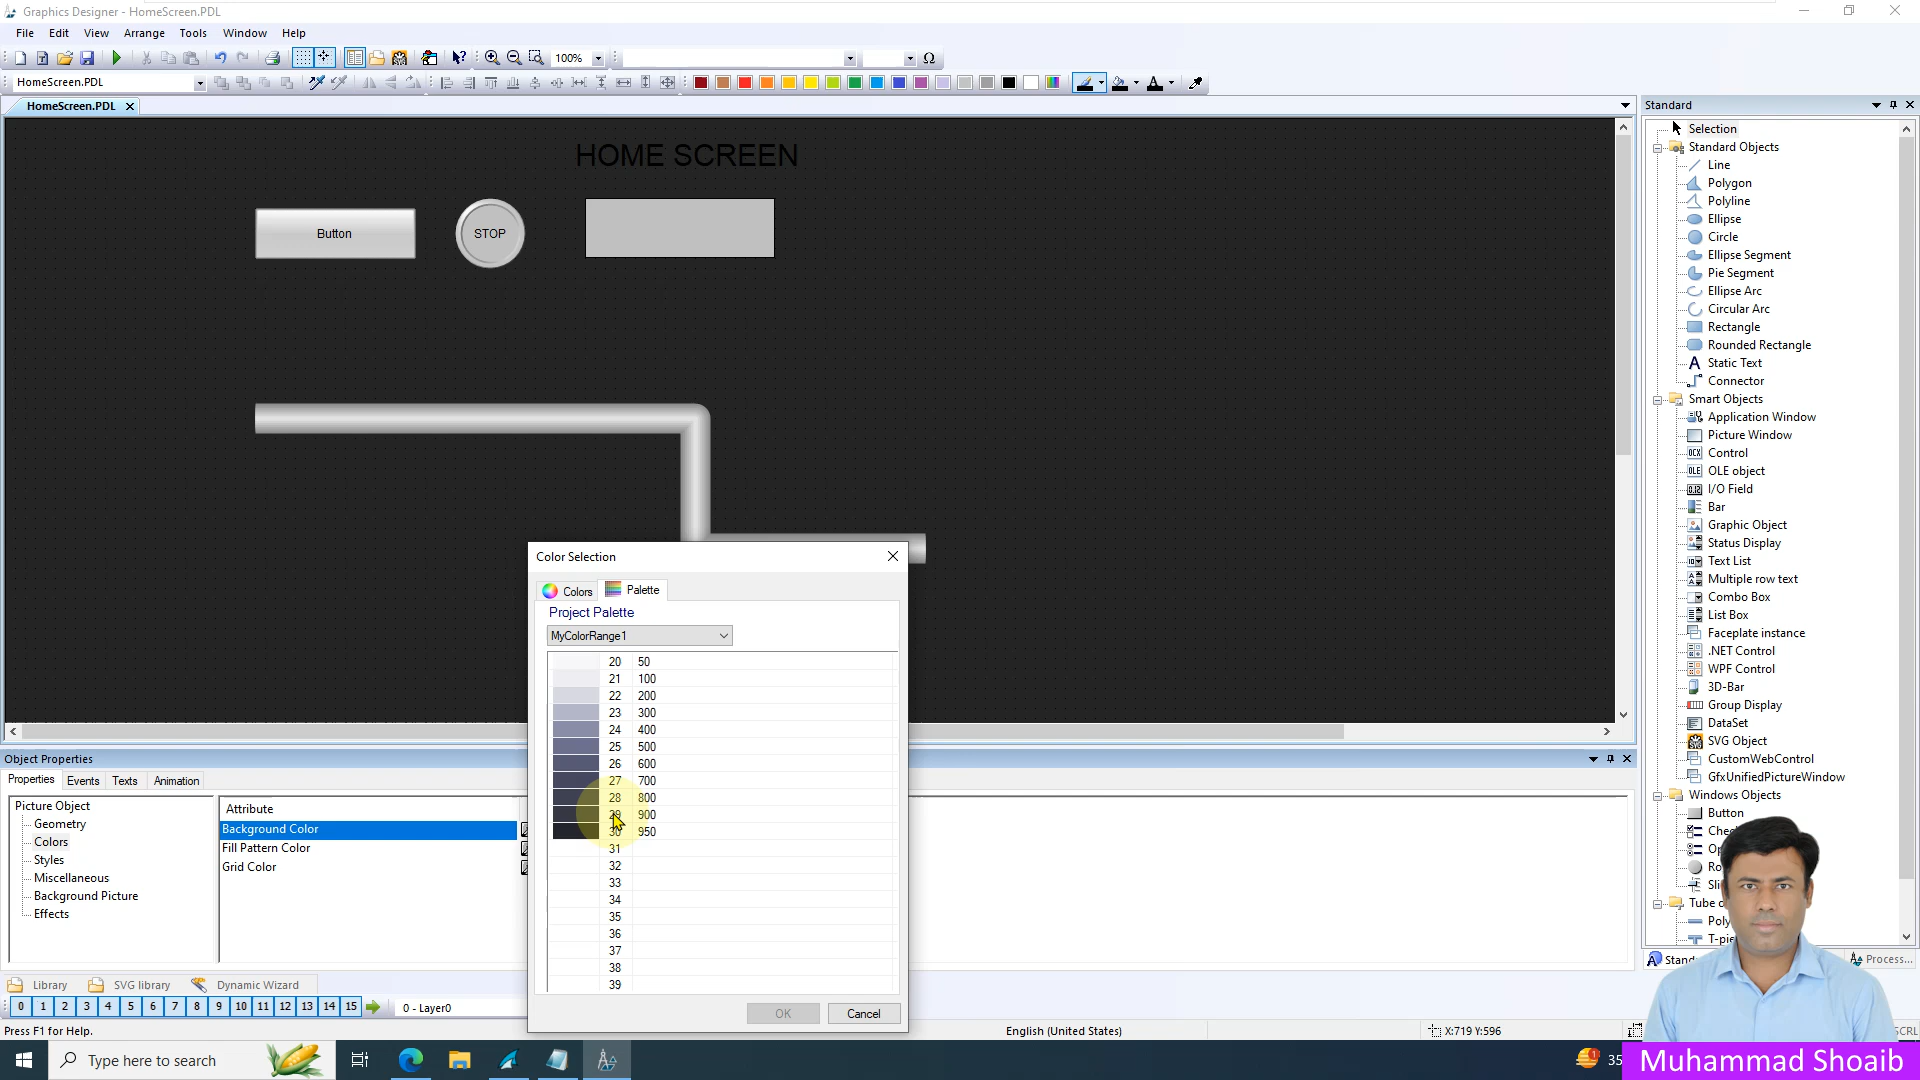 Graphics Designer - HomeScreen.PDL
File Edit View Arrange Tools Window Help
100%
HomeScreen.PDL
HomeScreen.PDL
HOME SCREEN
Button
STOP
Standard
Selection
Standard Objects
Line
Polygon
Polyline
Ellipse
Circle
Ellipse Segment
Pie Segment
Ellipse Arc
Circular Arc
Rectangle
Rounded Rectangle
Static Text
Connector
Smart Objects
Application Window
Picture Window
Control
OLE object
I/O Field
Bar
Graphic Object
Status Display
Text List
Multiple row text
Combo Box
List Box
Faceplate instance
.NET Control
WPF Control
3D-Bar
Group Display
DataSet
SVG Object
CustomWebControl
GfxUnifiedPictureWindow
Windows Objects
Button
Process...
Color Selection
Colors Palette
Project Palette
MyColorRange1
20 50
21 100
22 200
23 300
24 400
25 500
26 600
27 700
28 800
29 900
30 950
31
32
33
34
35
36
37
38
39
OK Cancel
Object Properties
Properties Events Texts Animation
Picture Object
Geometry
Colors
Styles
Miscellaneous
Background Picture
Effects
Attribute
Background Color
Fill Pattern Color
Grid Color
Library SVG library Dynamic Wizard
0 1 2 3 4 5 6 7 8 9 10 11 12 13 14 15 0 - Layer0
Press F1 for Help.
English (United States)
X:719 Y:596
Type here to search
Muhammad Shoaib